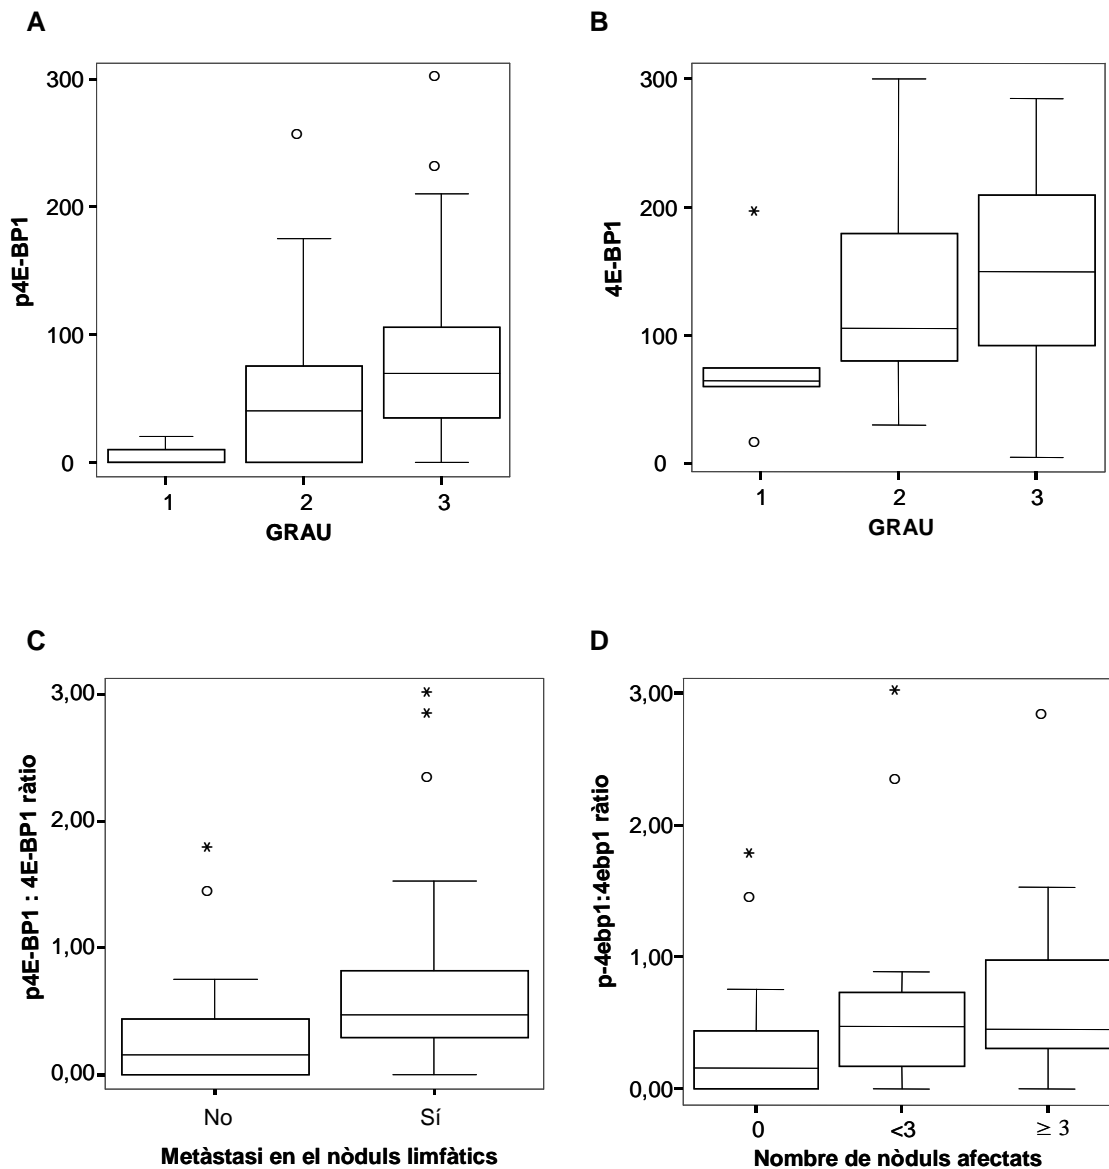 A
300
200
100
0
p4E-BP1
1 2 3
GRAU
B
300
200
100
0
4E-BP1
*
1 2 3
GRAU
C
3,00
2,00
1,00
0,00
p4E-BP1 : 4E-BP1 ràtio
*
*
*
No Sí
Metàstasi en el nòduls limfàtics
D
3,00
2,00
1,00
0,00
p-4ebp1:4ebp1 ràtio
*
*
0 <3 ≥ 3
Nombre de nòduls afectats